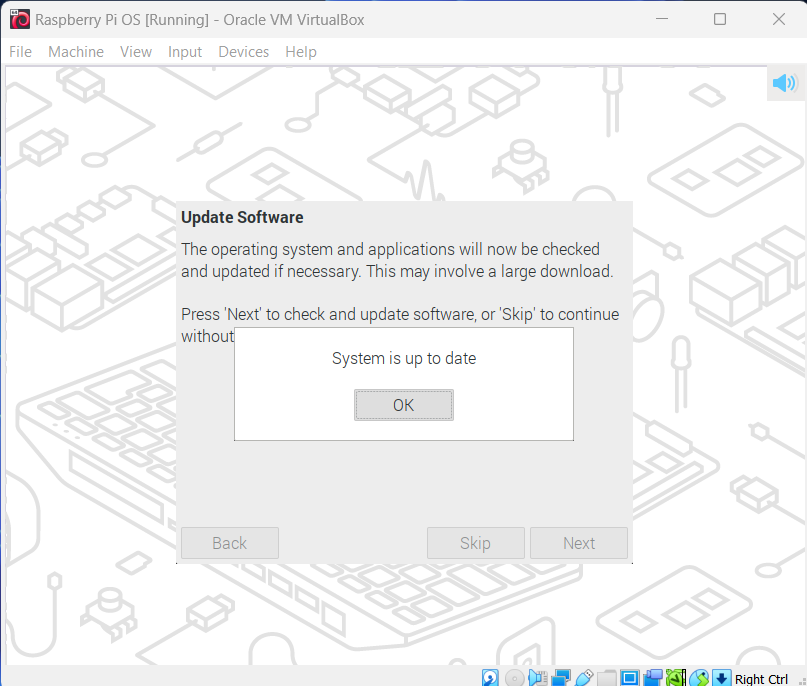 Raspberry Pi OS [Running] - Oracle VM VirtualBox
File Machine View Input Devices Help
Update Software
The operating system and applications will now be checked
and updated if necessary. This may involve a large download.
Press 'Next' to check and update software, or 'Skip' to continue
without
System is up to date
OK
Back Skip Next
Right Ctrl